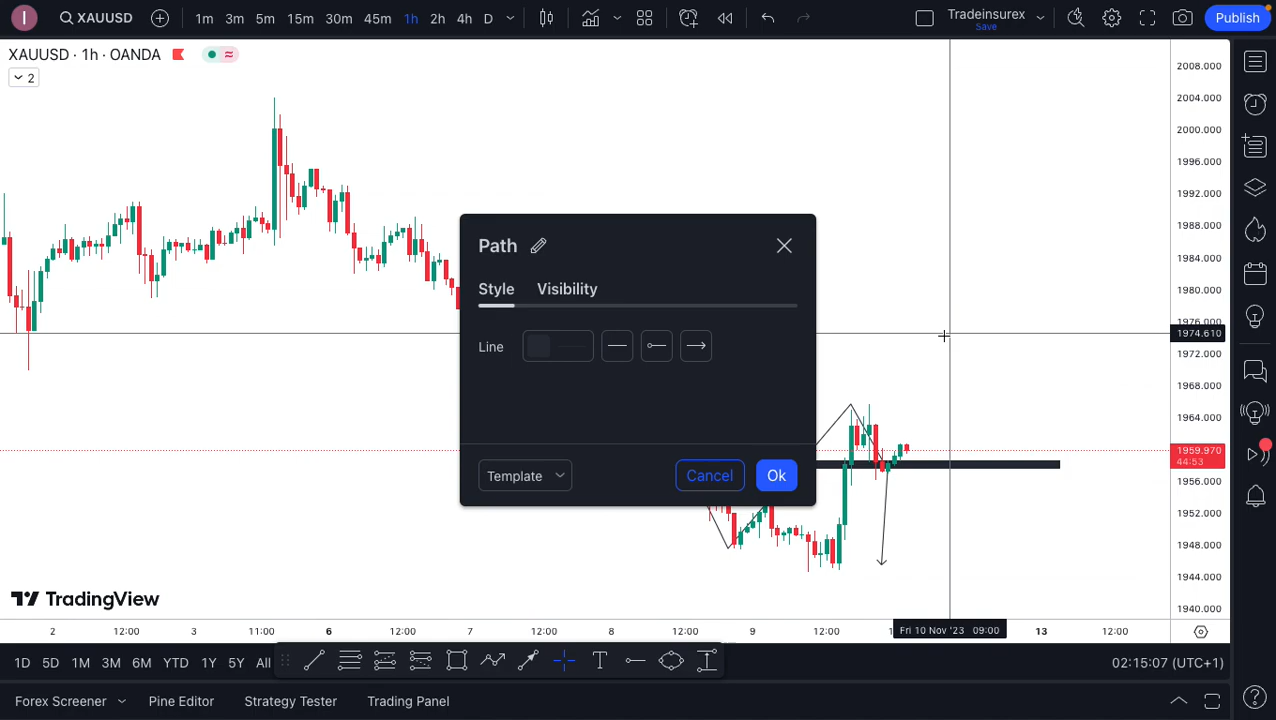 I
XAUUSD
1m 3m 5m 15m 30m 45m 1h 2h 4h D
Tradeinsurex
Save
Publish
XAUUSD · 1h · OANDA
2
2008.000
2004.000
2000.000
1996.000
1992.000
1988.000
1984.000
1980.000
1976.000
1974.610
1972.000
1968.000
1964.000
1959.970
44:53
1956.000
1952.000
1948.000
1944.000
1940.000
Path
Style Visibility
Line
Template
Cancel
Ok
TradingView
2 12:00 3 11:00 6 12:00 7 12:00 8 12:00 9 12:00 Fri 10 Nov '23 09:00 13 12:00
1D 5D 1M 3M 6M YTD 1Y 5Y All
T
02:15:07 (UTC+1)
Forex Screener Pine Editor Strategy Tester Trading Panel